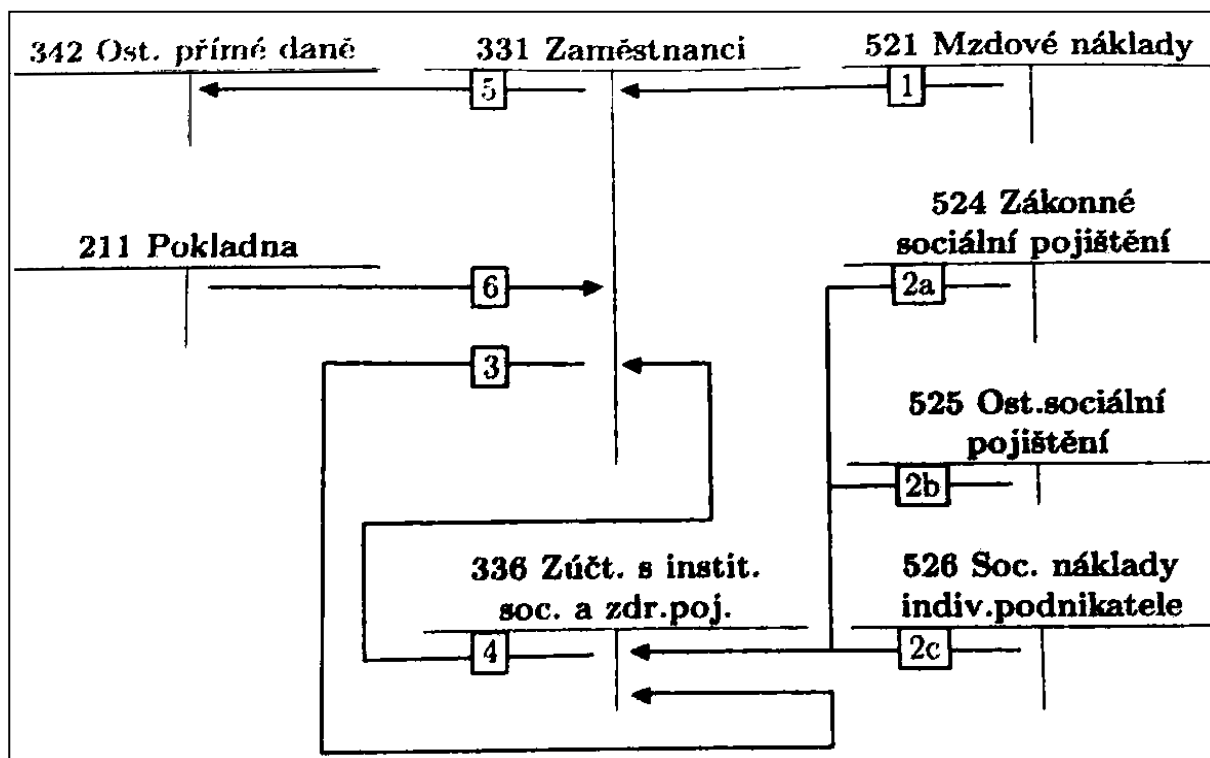 342 Ost. přímé daně
331 Zaměstnanci
521 Mzdové náklady
5
1
524 Zákonné
sociální pojištění
211 Pokladna
6
2a
3
525 Ost.sociální
pojištění
2b
336 Zúčt. s instit.
soc. a zdr.poj.
526 Soc. náklady
indiv.podnikatele
4
2c